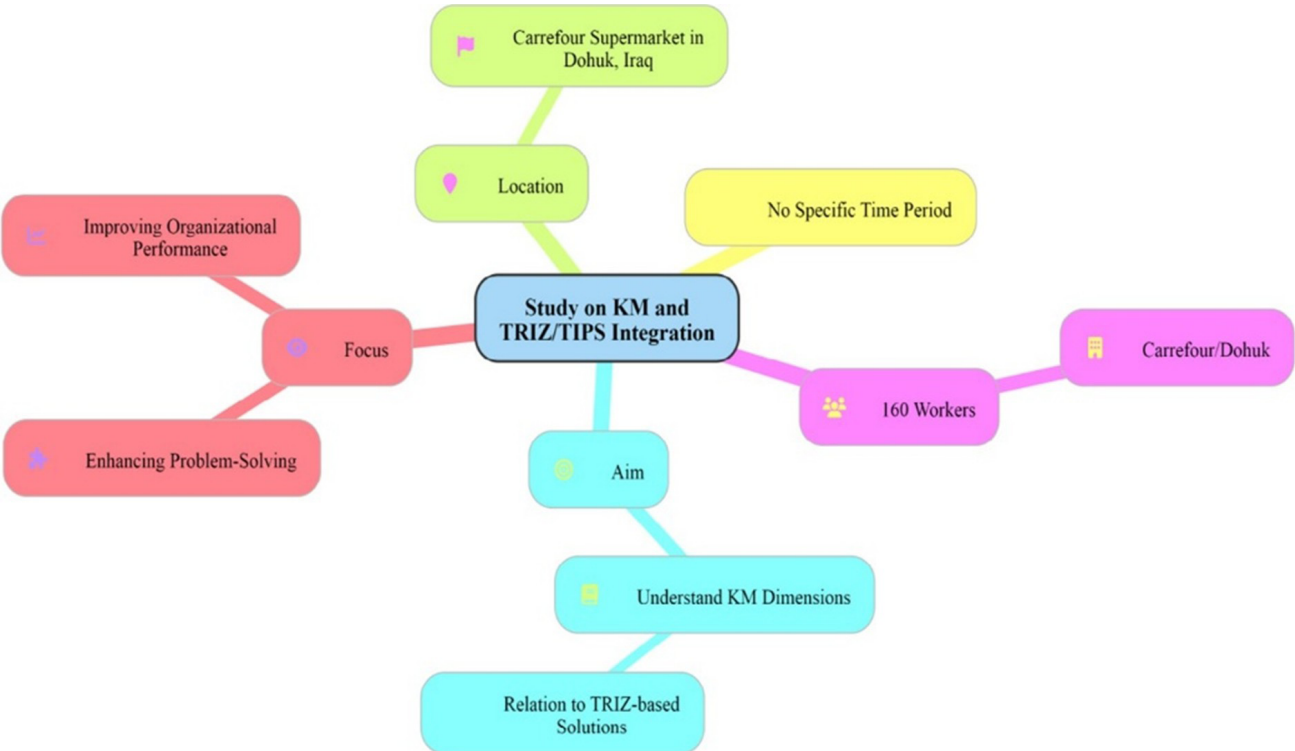 Carrefour Supermarket in
Dohuk, Iraq
Location
No Specific Time Period
Improving Organizational
Performance
Study on KM and
TRIZ/TIPS Integration
Focus
Carrefour/Dohuk
160 Workers
Enhancing Problem-Solving
Aim
Understand KM Dimensions
Relation to TRIZ-based
Solutions